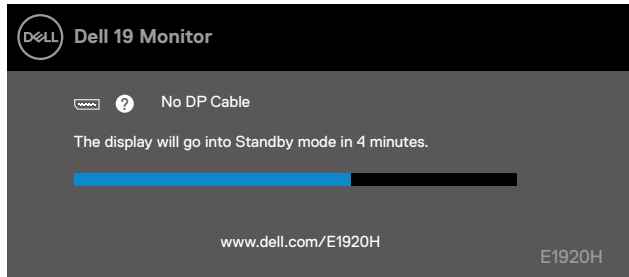 DELL Dell 19 Monitor
? No DP Cable
The display will go into Standby mode in 4 minutes.
www.dell.com/E1920H
E1920H